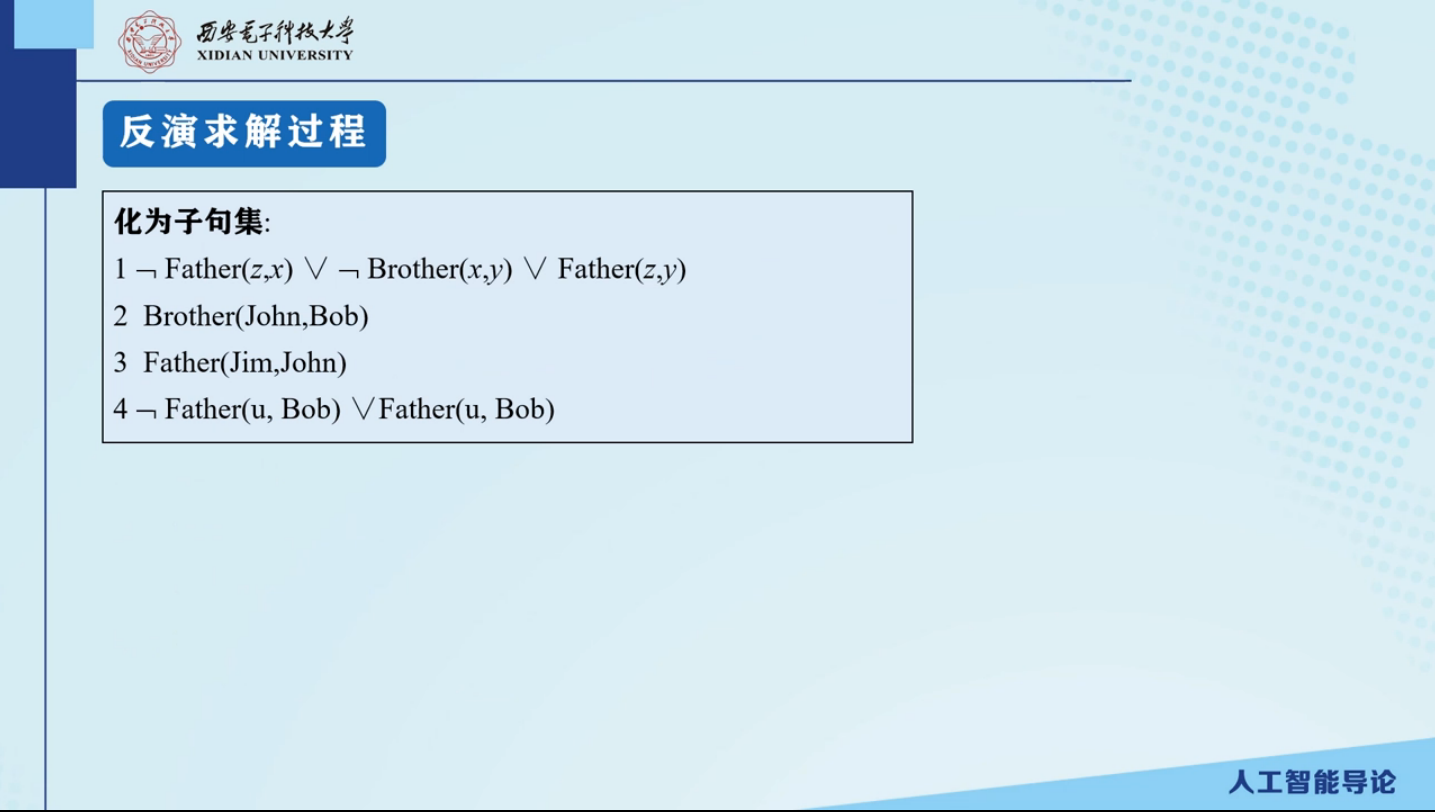 西安电子科技大学
XIDIAN UNIVERSITY
反演求解过程
化为子句集:
1 ¬ Father(z,x) ∨ ¬ Brother(x,y) ∨ Father(z,y)
2 Brother(John,Bob)
3 Father(Jim,John)
4 ¬ Father(u, Bob) ∨Father(u, Bob)
人工智能导论